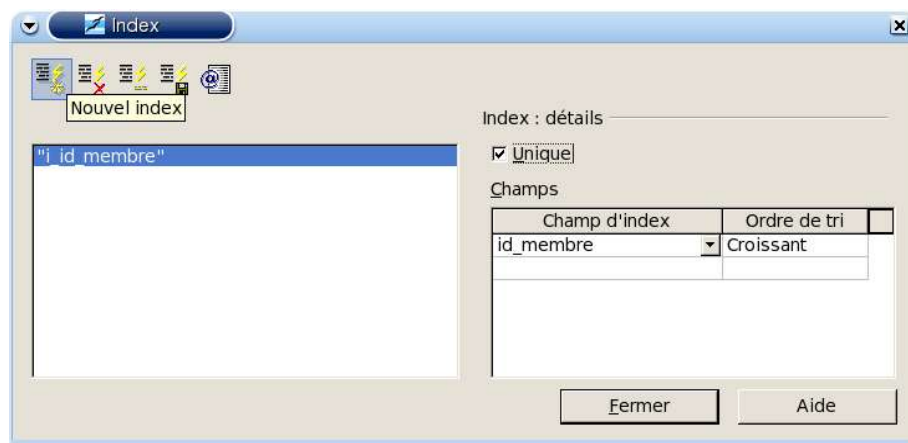 Index
Nouvel index
Index : détails
"i_id_membre"
Unique
Champs
Champ d'index Ordre de tri
id_membre Croissant
Fermer Aide